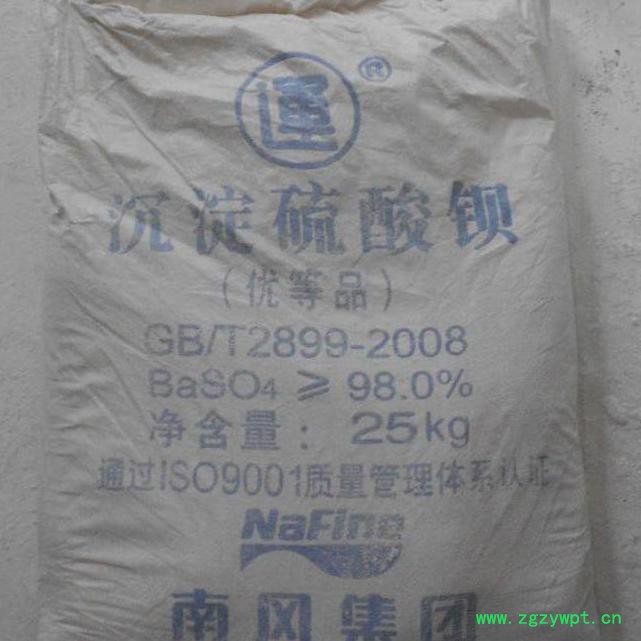 運®
沉淀硫酸钡
(优等品)
GB/T2899-2008
BaSO4 ≥ 98.0%
净含量: 25kg
通过ISO9001质量管理体系认证
NaFine
南风集团
www.zgzywpt.cn